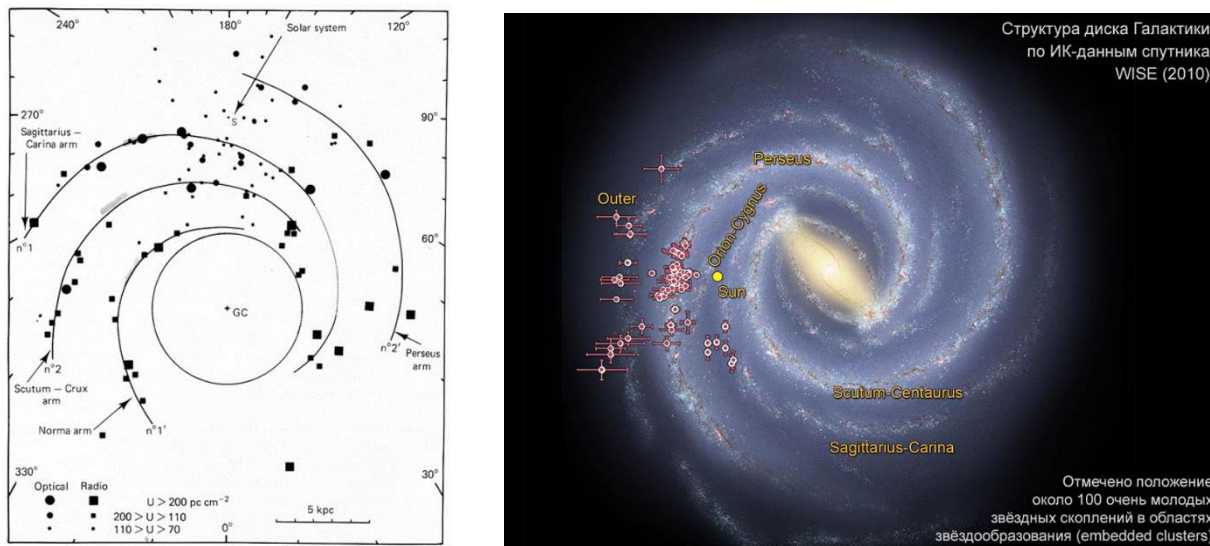 240°
180°
120°
Solar system
270°
90°
S
Sagittarius –
Carina arm
n°1
60°
GC
n°2
n°2'
Scutum – Crux
arm
Perseus
arm
Norma arm
n°1'
330°
30°
Optical Radio
U > 200 pc cm⁻²
200 > U > 110
110 > U > 70
0°
5 kpc
Структура диска Галактики
по ИК-данным спутника
WISE (2010)
Perseus
Outer
Orion-Cygnus
Sun
Scutum-Centaurus
Sagittarius-Carina
Отмечено положение
около 100 очень молодых
звёздных скоплений в областях
звёздообразования (embedded clusters)